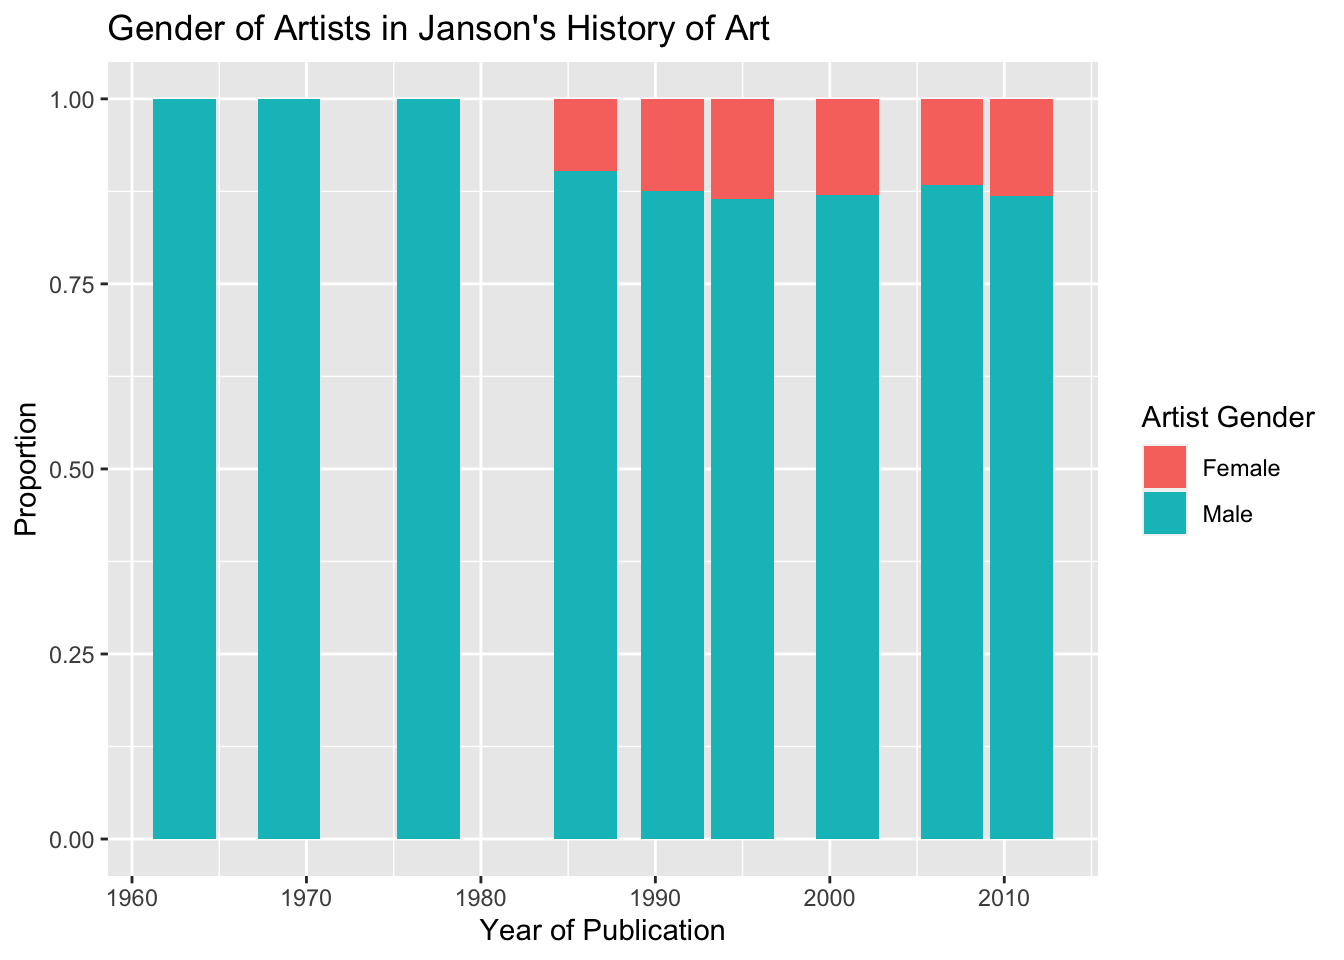 Gender of Artists in Janson's History of Art
1.00
0.75
0.50
0.25
0.00
Proportion
1960 1970 1980 1990 2000 2010
Year of Publication
Artist Gender
Female
Male